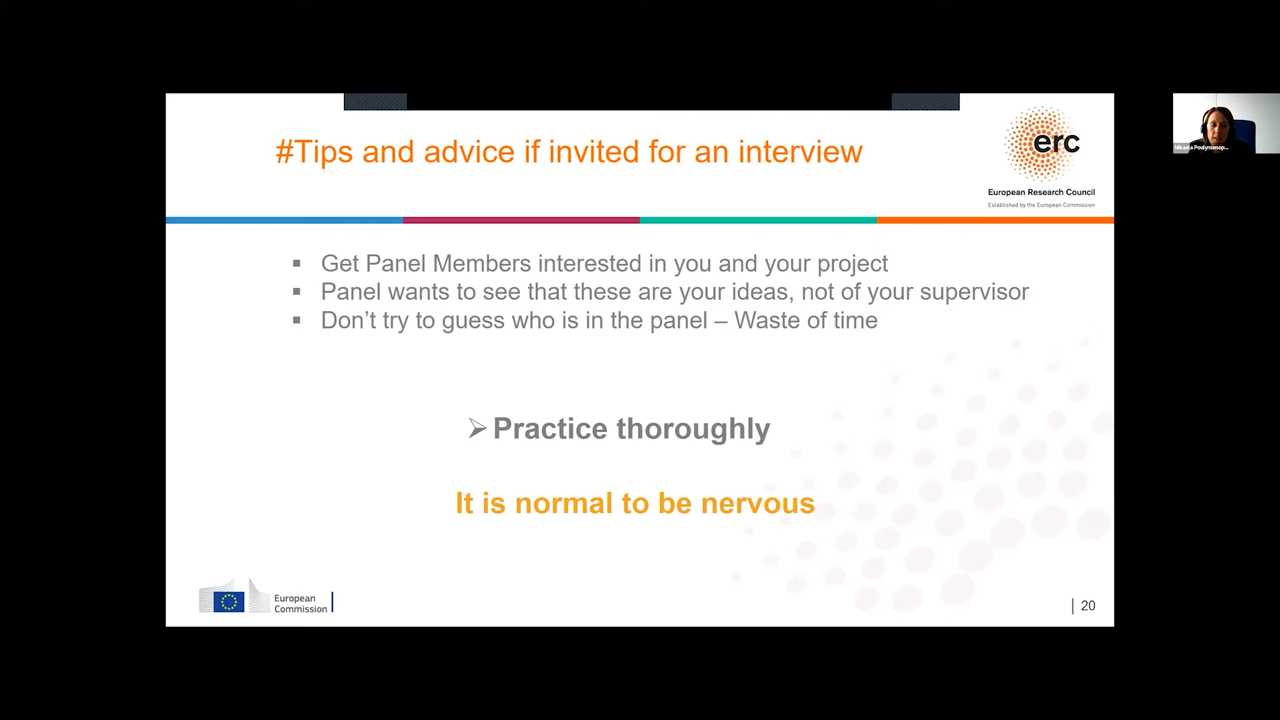 #Tips and advice if invited for an interview
erc
European Research Council
Established by the European Commission
Mikaela Poulymenop...
▪ Get Panel Members interested in you and your project
▪ Panel wants to see that these are your ideas, not of your supervisor
▪ Don't try to guess who is in the panel – Waste of time
➢ Practice thoroughly
It is normal to be nervous
European
Commission
20